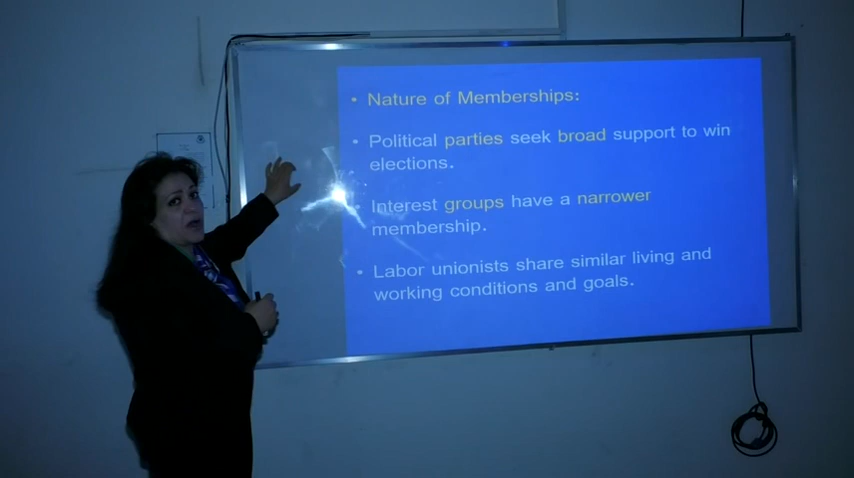 • Nature of Memberships:
• Political parties seek broad support to win
elections.
• Interest groups have a narrower
membership.
• Labor unionists share similar living and
working conditions and goals.